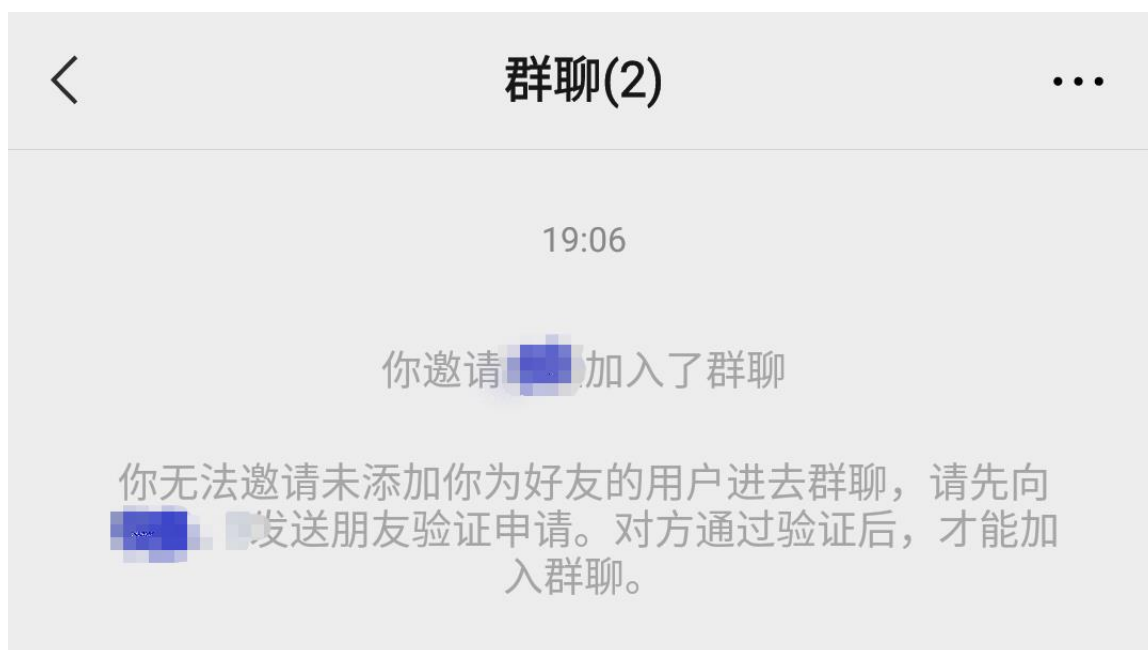 群聊(2)
19:06
你邀请加入了群聊
你无法邀请未添加你为好友的用户进去群聊，请先向
发送朋友验证申请。对方通过验证后，才能加
入群聊。